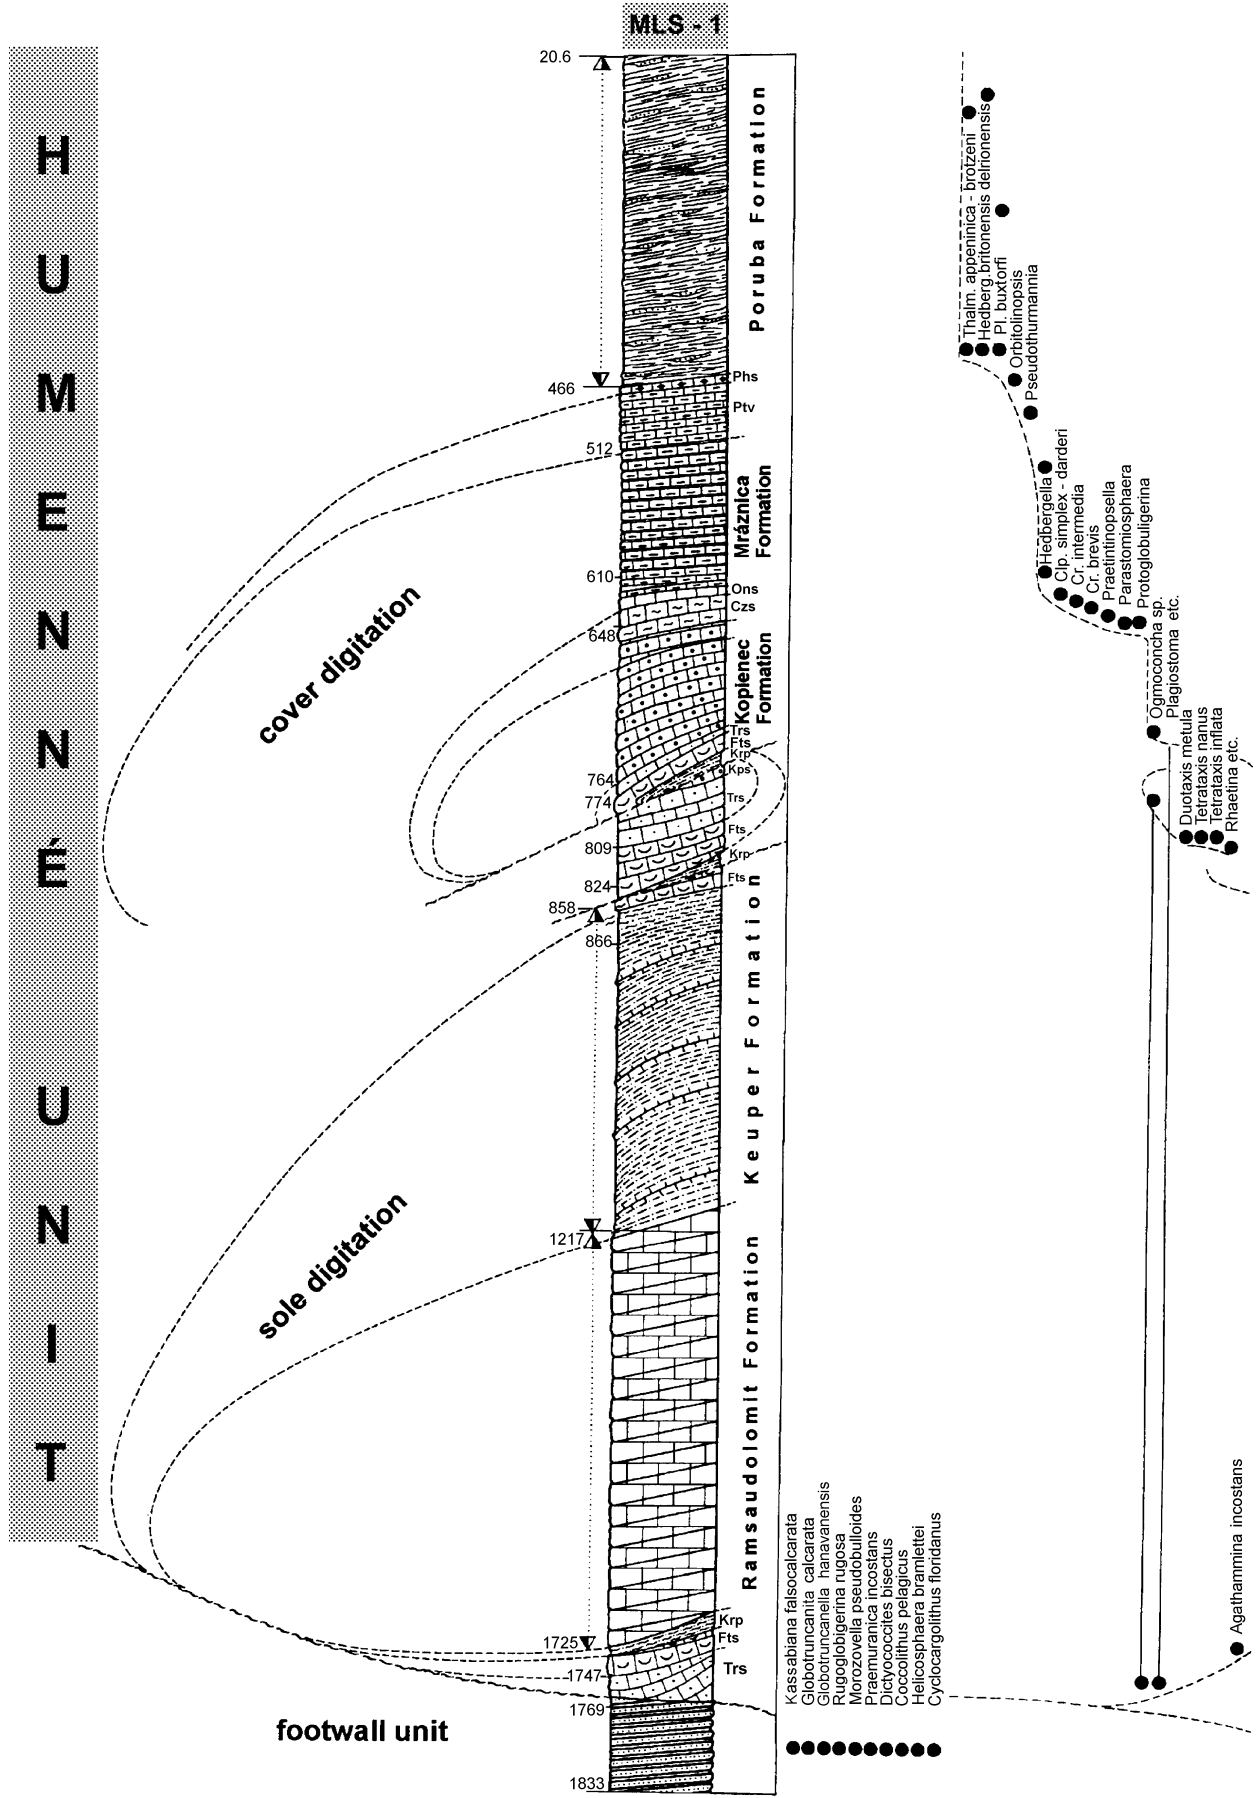 MLS - 1
HUMENNÉ UNIT
20.6
466
512
610
648
764
774
809
824
858
866
1217
1725
1747
1769
1833
cover digitation
sole digitation
footwall unit
Poruba Formation
Phs
Ptv
Mráznica
Formation
Ons
Czs
Kopienec
Formation
Trs
Fts
Krp
Kps
Trs
Fts
Krp
Fts
Keuper Formation
Ramsaudolomit Formation
Krp
Fts
Trs
Thalm. appeninica - brotzeni
Hedberg. britonensis delrionensis
Pl. buxtorfi
Orbitolinopsis
Pseudothurmannia
Hedbergella
Clp. simplex - darderi
Cr. intermedia
Cr. brevis
Praetintinopsella
Parastomiosphaera
Protoglobuligerina
Ogmoconcha sp.
Plagiostoma etc.
Duotaxis metula
Tetrataxis nanus
Tetrataxis inflata
Rhaetina etc.
Agathammina incostans
Kassabiana falsocalcarata
Globotruncanita calcarata
Globotruncanella hanavanensis
Rugoglobigerina rugosa
Morozovella pseudobulloides
Praemuranica incostans
Dictyococcites bisectus
Coccolithus pelagicus
Helicosphaera bramlettei
Cyclocargolithus floridanus